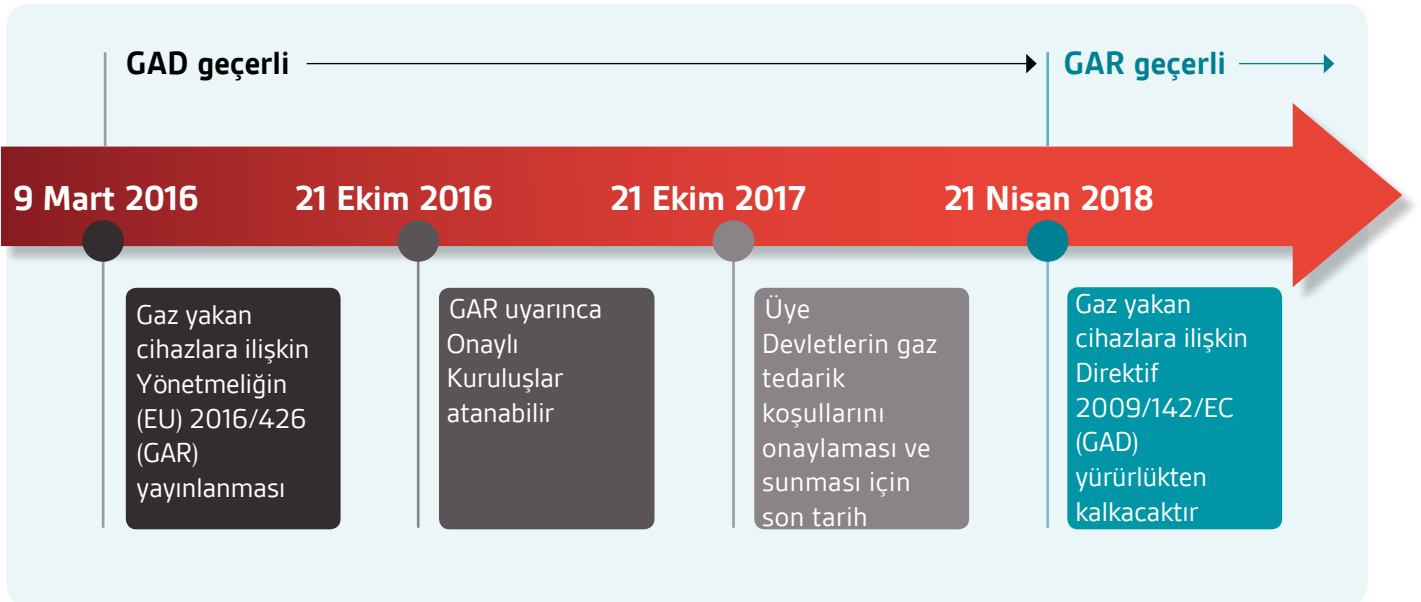 GAD geçerli
GAR geçerli
9 Mart 2016
21 Ekim 2016
21 Ekim 2017
21 Nisan 2018
Gaz yakan
cihazlara ilişkin
Yönetmeliğin
(EU) 2016/426
(GAR)
yayınlanması
GAR uyarınca
Onaylı
Kuruluşlar
atanabilir
Üye
Devletlerin gaz
tedarik
koşullarını
onaylaması ve
sunması için
son tarih
Gaz yakan
cihazlara ilişkin
Direktif
2009/142/EC
(GAD)
yürürlükten
kalkacaktır